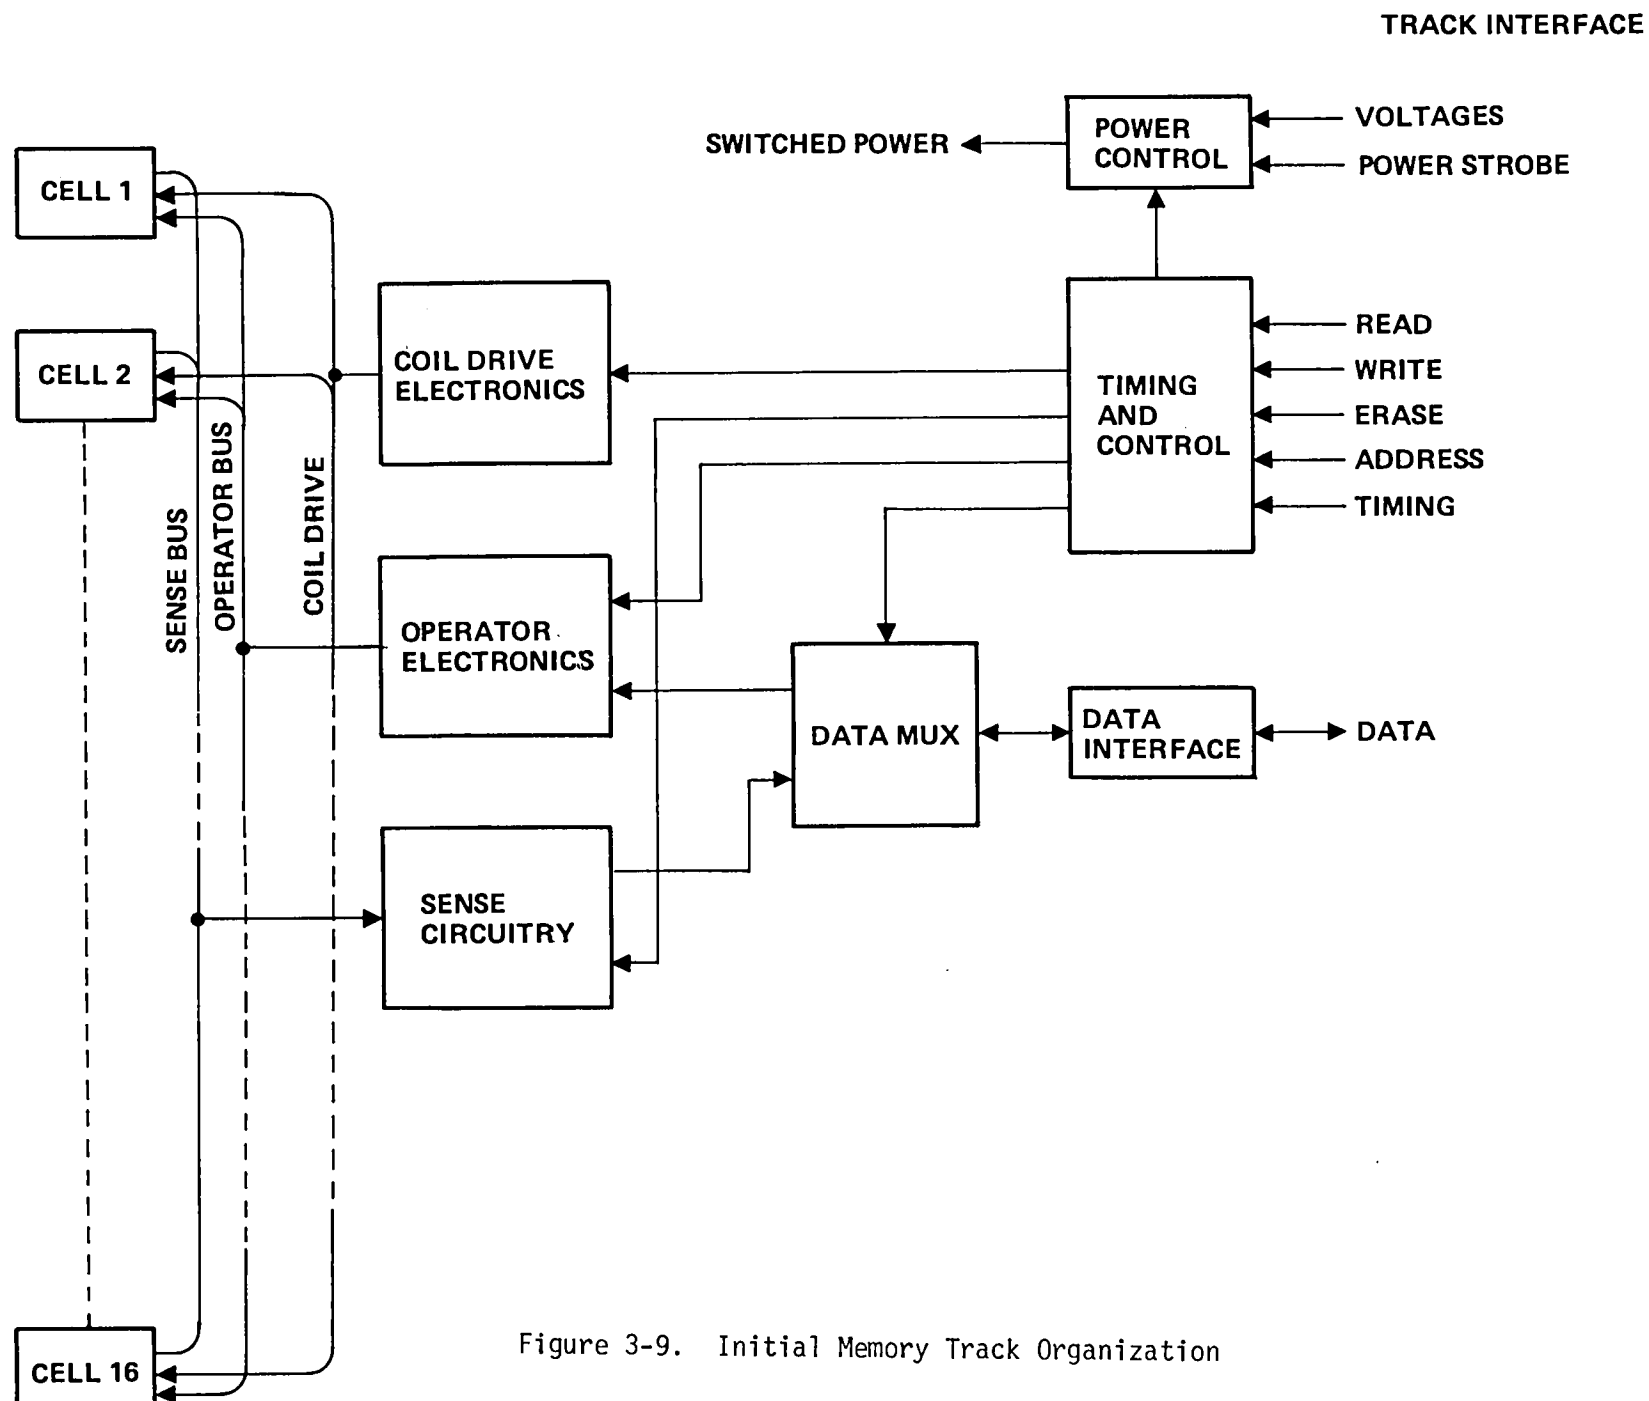 TRACK INTERFACE
POWER
CONTROL
VOLTAGES
POWER STROBE
SWITCHED POWER
CELL 1
CELL 2
COIL DRIVE
ELECTRONICS
TIMING
AND
CONTROL
READ
WRITE
ERASE
ADDRESS
TIMING
SENSE BUS
OPERATOR BUS
COIL DRIVE
OPERATOR
ELECTRONICS
DATA MUX
DATA
INTERFACE
DATA
SENSE
CIRCUITRY
CELL 16
Figure 3-9. Initial Memory Track Organization